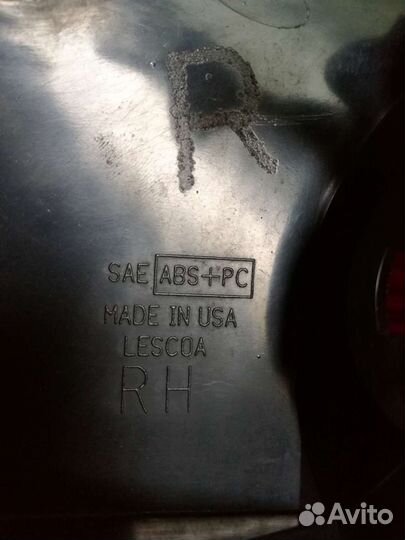 R
SAE ABS+PC
MADE IN USA
LESCOA
RH
Avito